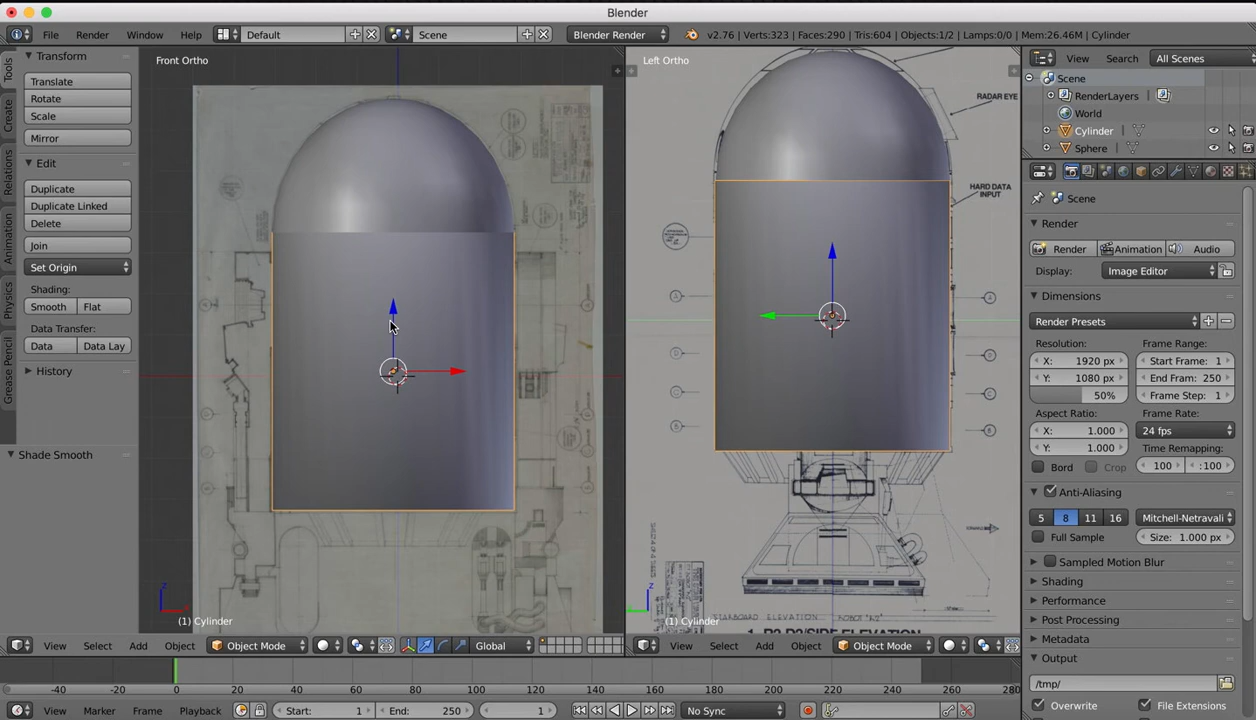 Blender
File Render Window Help Default Scene Blender Render v2.76 | Verts:323 | Faces:290 | Tris:604 | Objects:1/2 | Lamps:0/0 | Mem:26.46M | Cylinder
Tools
Create
Relations
Animation
Physics
Grease Pencil
Transform
Translate
Rotate
Scale
Mirror
Edit
Duplicate
Duplicate Linked
Delete
Join
Set Origin
Shading:
Smooth Flat
Data Transfer:
Data Data Lay
History
Shade Smooth
Front Ortho
z
(1) Cylinder
Left Ortho
RADAR EYE
HARD DATA
INPUT
z
(1) Cylinder
View Search All Scenes
Scene
RenderLayers
World
Cylinder
Sphere
Scene
Render
Render Animation Audio
Display: Image Editor
Dimensions
Render Presets
Resolution: Frame Range:
X: 1920 px Start Frame: 1
Y: 1080 px End Fram: 250
50% Frame Step: 1
Aspect Ratio: Frame Rate:
X: 1.000 24 fps
Y: 1.000 Time Remapping:
Bord Crop 100 :100
Anti-Aliasing
5 8 11 16 Mitchell-Netravali
Full Sample Size: 1.000 px
Sampled Motion Blur
Shading
Performance
Post Processing
Metadata
Output
/tmp/
Overwrite File Extensions
View Select Add Object Object Mode Global
View Select Add Object Object Mode
-40 -20 0 20 40 60 80 100 120 140 160 180 200 220 240 260 280
View Marker Frame Playback Start: 1 End: 250 1 No Sync